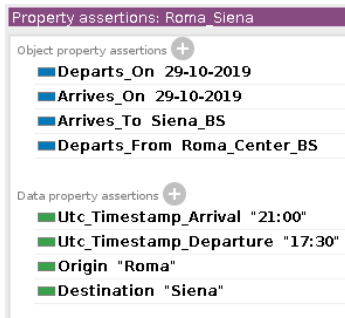 Property assertions: Roma_Siena
Object property assertions
Departs_On 29-10-2019
Arrives_On 29-10-2019
Arrives_To Siena_BS
Departs_From Roma_Center_BS
Data property assertions
Utc_Timestamp_Arrival "21:00"
Utc_Timestamp_Departure "17:30"
Origin "Roma"
Destination "Siena"